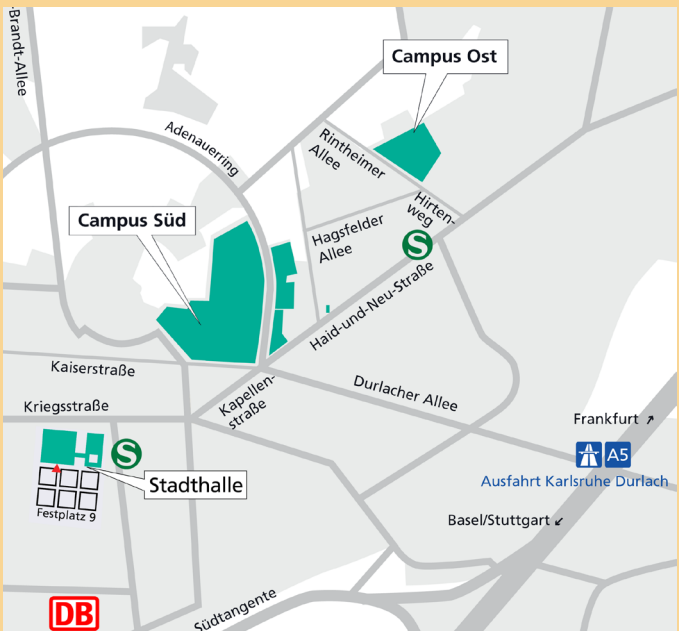 -Brandt-Allee
Campus Ost
Adenauerring
Rintheimer
Allee
Hirten-
weg
Campus Süd
Hagsfelder
Allee
S
Haid-und-Neu-Straße
Kaiserstraße
Kapellen-
straße
Durlacher Allee
Kriegsstraße
Frankfurt
A5
Ausfahrt Karlsruhe Durlach
S
Stadthalle
Festplatz 9
Basel/Stuttgart
DB
Südtangente